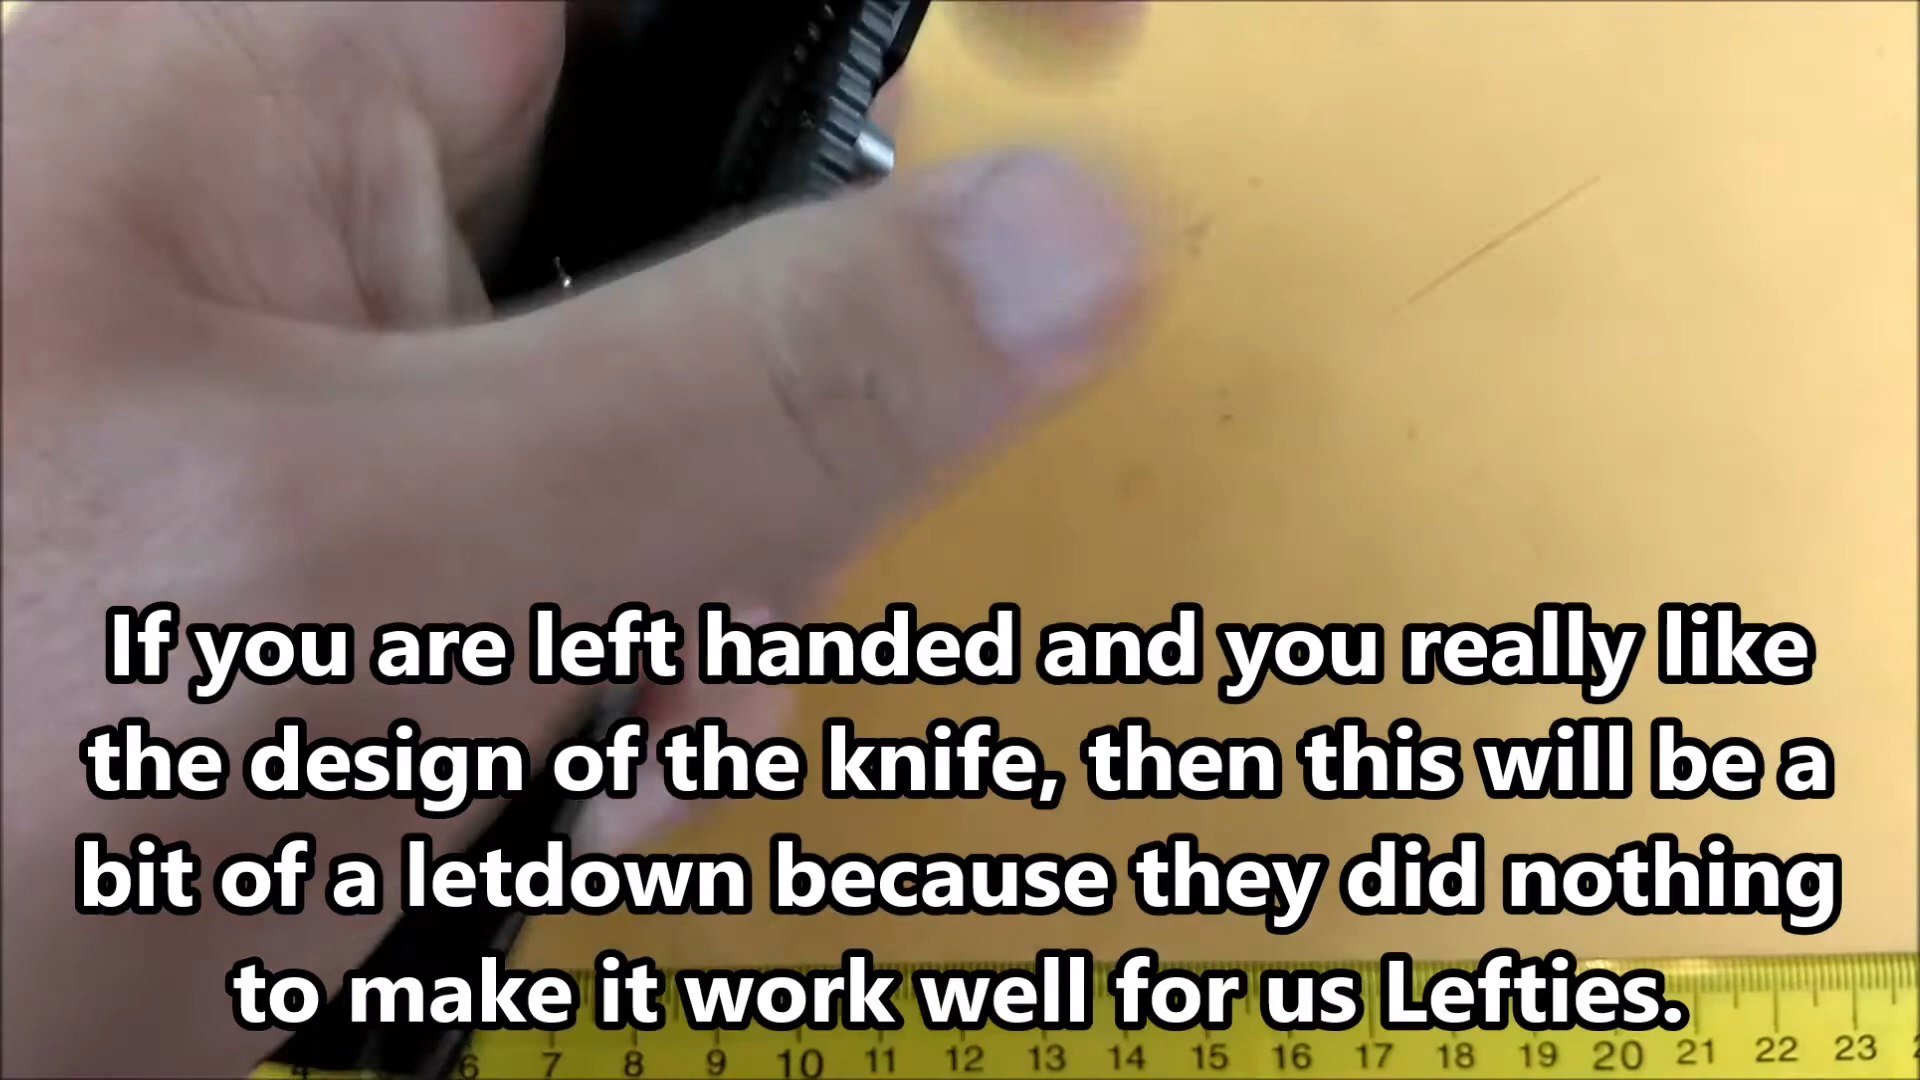 If you are left handed and you really like
the design of the knife, then this will be a
bit of a letdown because they did nothing
to make it work well for us Lefties.
4 6 7 8 9 10 11 12 13 14 15 16 17 18 19 20 21 22 23